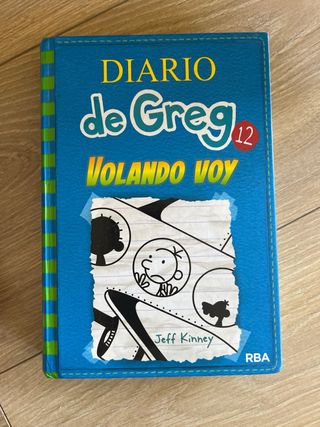 DIARIO
de Greg 12
VOLANDO VOY
Jeff Kinney
RBA